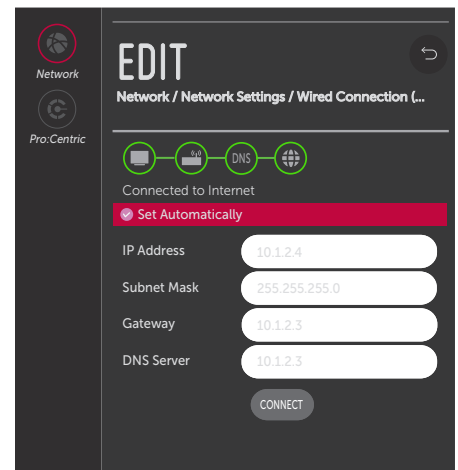 Network
Pro:Centric
EDIT
Network / Network Settings / Wired Connection (...
DNS
Connected to Internet
Set Automatically
IP Address 10.1.2.4
Subnet Mask 255.255.255.0
Gateway 10.1.2.3
DNS Server 10.1.2.3
CONNECT